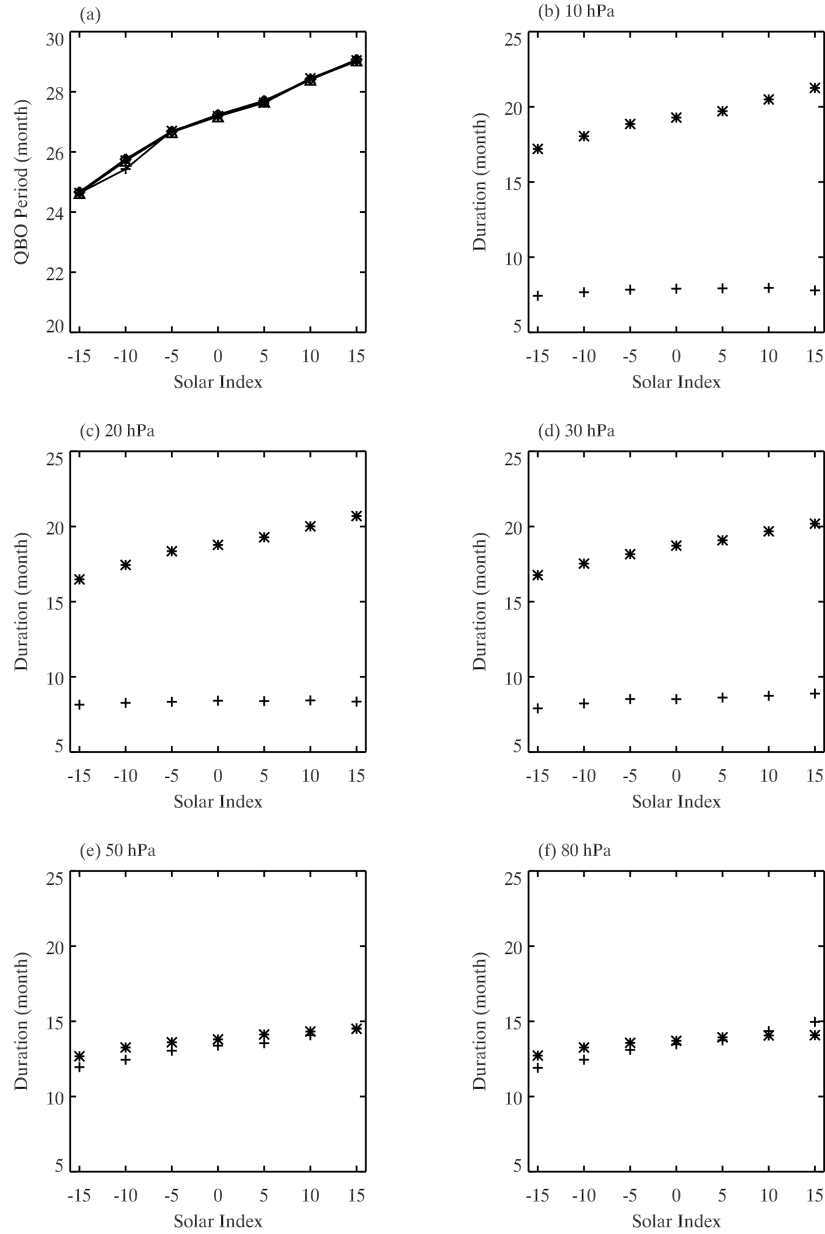 (a)
30
28
26
24
22
20
QBO Period (month)
-15 -10 -5 0 5 10 15
Solar Index
(b) 10 hPa
25
20
15
10
5
Duration (month)
-15 -10 -5 0 5 10 15
Solar Index
(c) 20 hPa
25
20
15
10
5
Duration (month)
-15 -10 -5 0 5 10 15
Solar Index
(d) 30 hPa
25
20
15
10
5
Duration (month)
-15 -10 -5 0 5 10 15
Solar Index
(e) 50 hPa
25
20
15
10
5
Duration (month)
-15 -10 -5 0 5 10 15
Solar Index
(f) 80 hPa
25
20
15
10
5
Duration (month)
-15 -10 -5 0 5 10 15
Solar Index